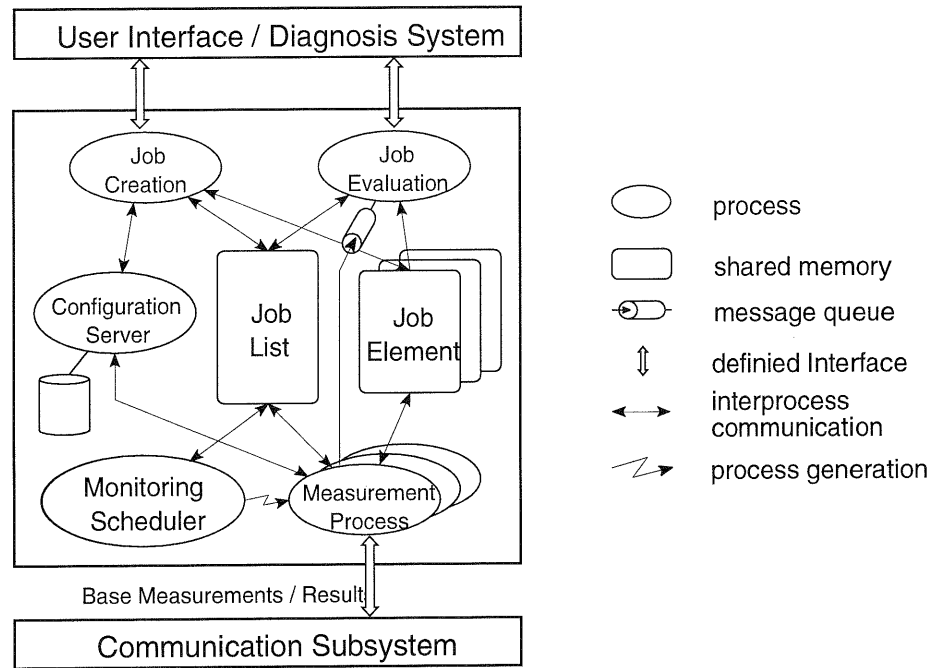 User Interface / Diagnosis System
Job
Creation
Job
Evaluation
Configuration
Server
Job
List
Job
Element
Monitoring
Scheduler
Measurement
Process
Base Measurements / Result
Communication Subsystem
process
shared memory
message queue
definied Interface
interprocess
communication
process generation